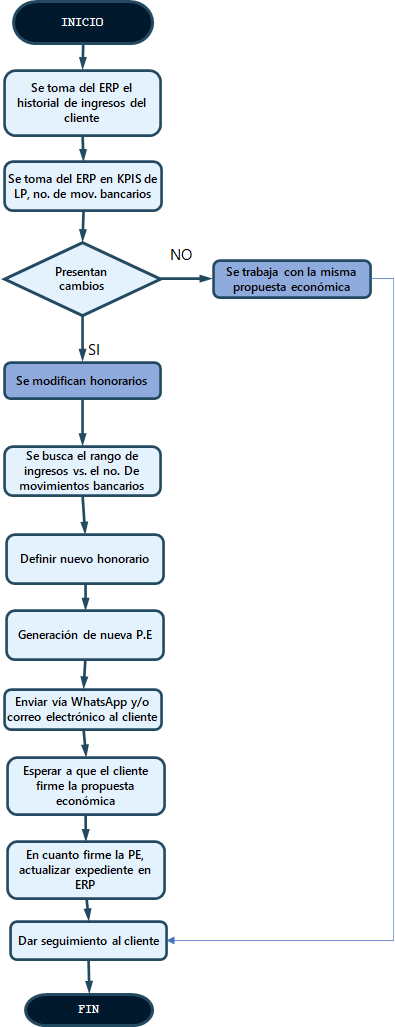 INICIO
Se toma del ERP el
historial de ingresos del
cliente
Se toma del ERP en KPIS de
LP, no. de mov. bancarios
Presentan
cambios
NO
Se trabaja con la misma
propuesta económica
SI
Se modifican honorarios
Se busca el rango de
ingresos vs. el no. De
movimientos bancarios
Definir nuevo honorario
Generación de nueva P.E
Enviar vía WhatsApp y/o
correo electrónico al cliente
Esperar a que el cliente
firme la propuesta
económica
En cuanto firme la PE,
actualizar expediente en
ERP
Dar seguimiento al cliente
FIN